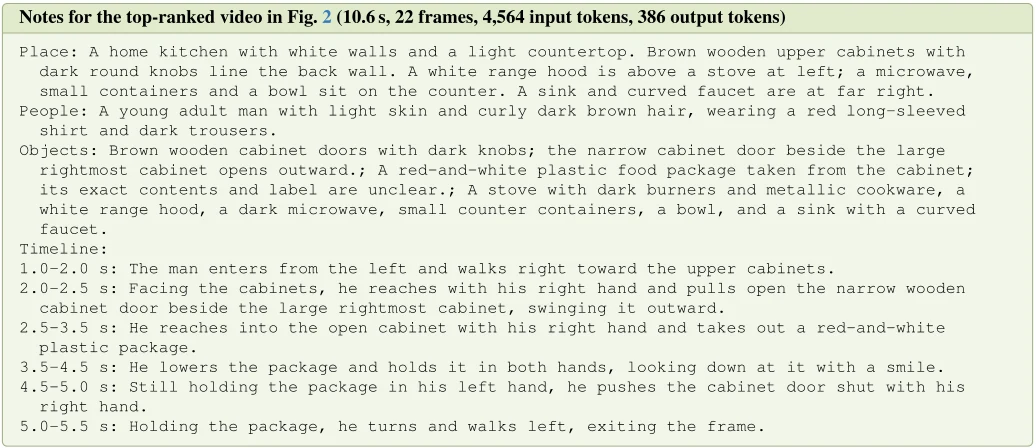 Notes for the top-ranked video in Fig. 2 (10.6 s, 22 frames, 4,564 input tokens, 386 output tokens)
Place: A home kitchen with white walls and a light countertop. Brown wooden upper cabinets with
dark round knobs line the back wall. A white range hood is above a stove at left; a microwave,
small containers and a bowl sit on the counter. A sink and curved faucet are at far right.
People: A young adult man with light skin and curly dark brown hair, wearing a red long-sleeved
shirt and dark trousers.
Objects: Brown wooden cabinet doors with dark knobs; the narrow cabinet door beside the large
rightmost cabinet opens outward.; A red-and-white plastic food package taken from the cabinet;
its exact contents and label are unclear.; A stove with dark burners and metallic cookware, a
white range hood, a dark microwave, small counter containers, a bowl, and a sink with a curved
faucet.
Timeline:
1.0–2.0 s: The man enters from the left and walks right toward the upper cabinets.
2.0–2.5 s: Facing the cabinets, he reaches with his right hand and pulls open the narrow wooden
cabinet door beside the large rightmost cabinet, swinging it outward.
2.5–3.5 s: He reaches into the open cabinet with his right hand and takes out a red-and-white
plastic package.
3.5–4.5 s: He lowers the package and holds it in both hands, looking down at it with a smile.
4.5–5.0 s: Still holding the package in his left hand, he pushes the cabinet door shut with his
right hand.
5.0–5.5 s: Holding the package, he turns and walks left, exiting the frame.